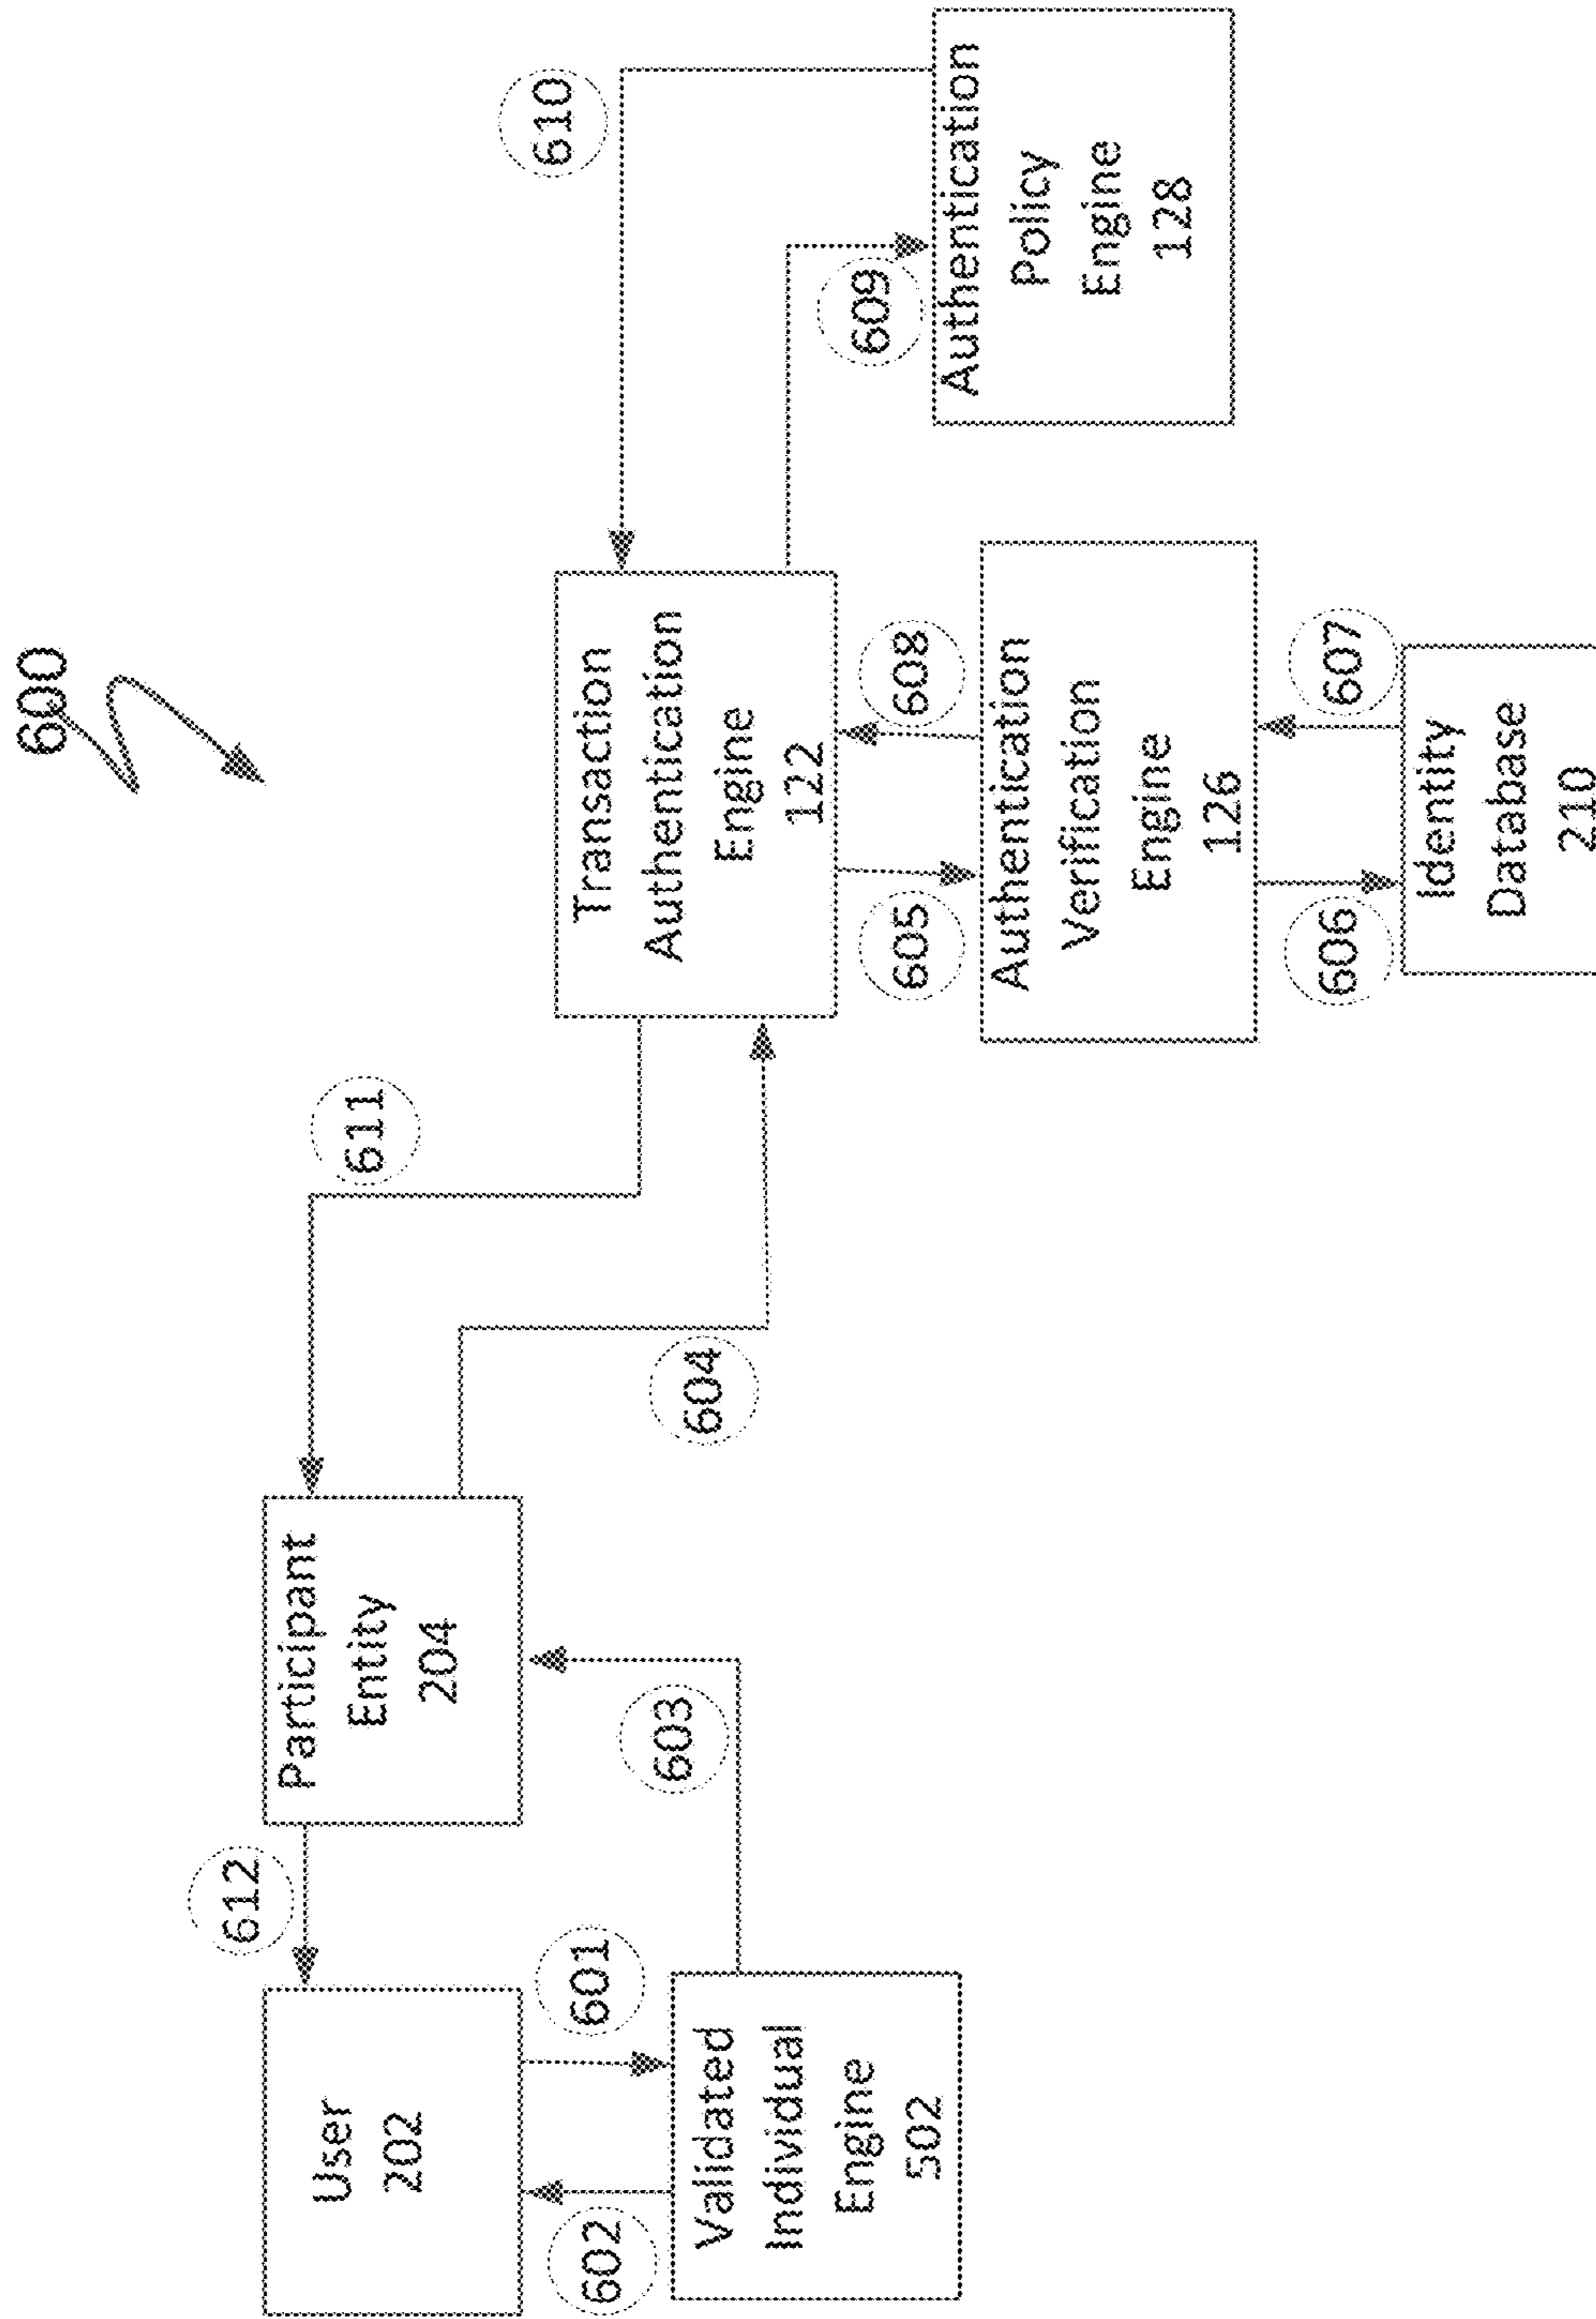 600
User
202
612
Participant
Entity
204
611
Transaction
Authentication
Engine
122
610
601
602
Validated
Individual
Engine
502
603
604
605
608
609
Authentication
Verification
Engine
126
Authentication
Policy
Engine
128
606
607
Identity
Database
210